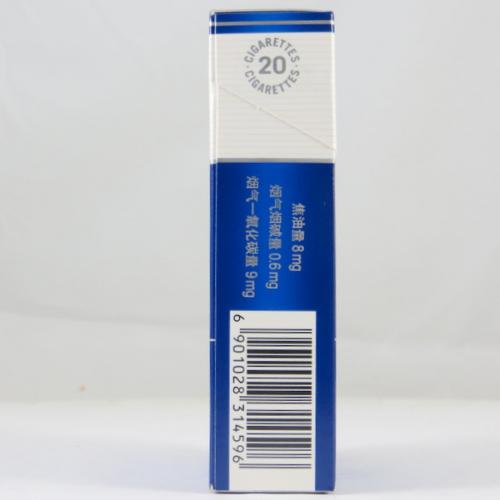 CIGARETTES
20
CIGARETTES
焦油量 8 mg
烟气烟碱量 0.6 mg
烟气一氧化碳量 9 mg
6 901028 314596